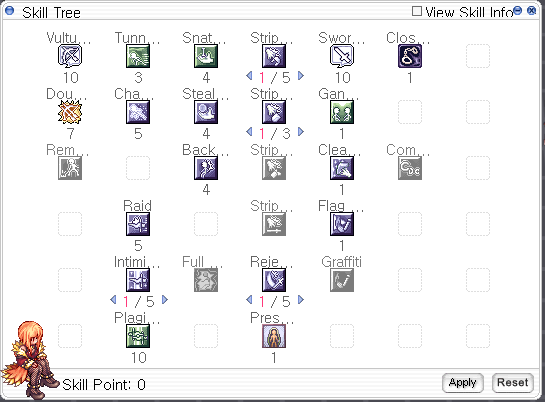 Skill Tree
View Skill Info
Vultu... Tunn... Snat... Strip... Swor... Clos...
10 3 4 1 / 5 10 1
Dou... Cha... Steal... Strip... Gan...
7 5 4 1 / 3 1
Rem... Back... Strip... Clea... Com...
4 1
Raid Strip... Flag ...
5 1
Intimi... Full ... Reje... Graffiti
1 / 5 1 / 5
Plagi... Pres...
10 1
Skill Point: 0
Apply Reset